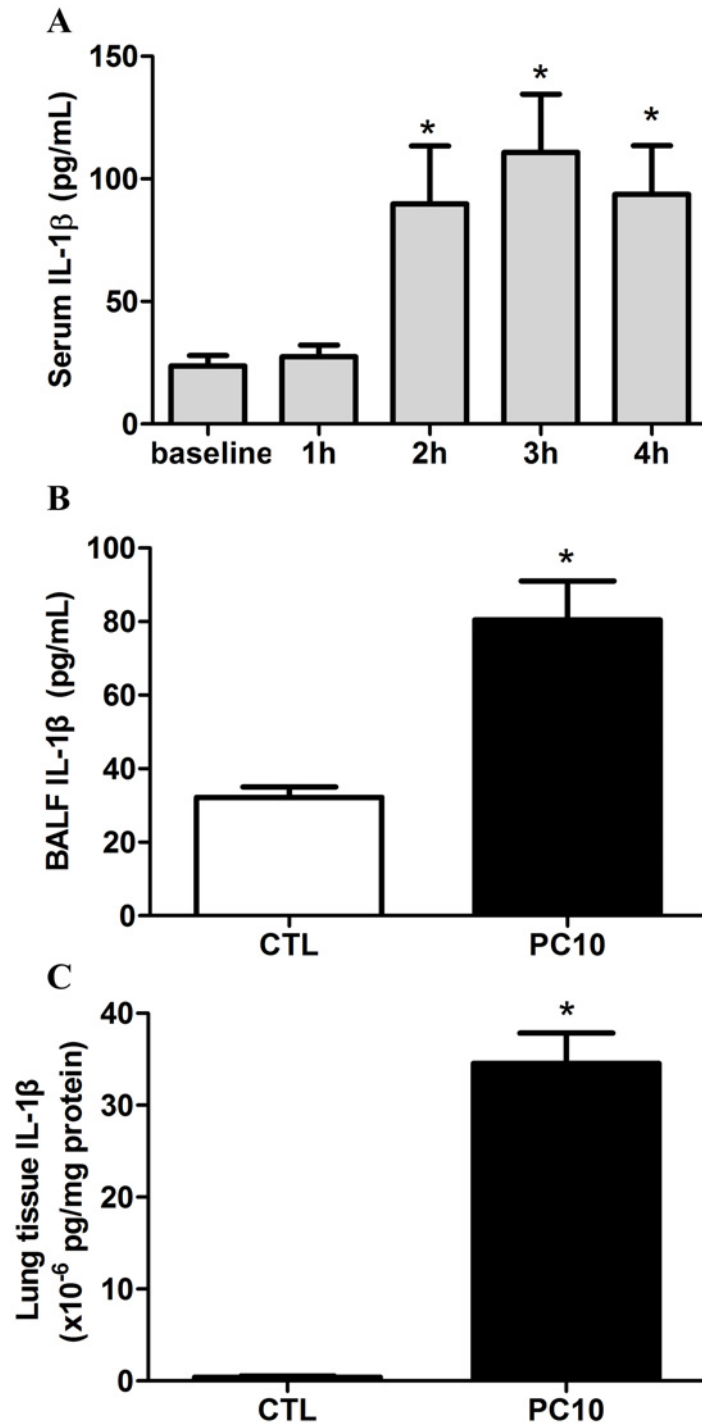 A
Serum IL-1β (pg/mL)
150
100
50
0
*
*
*
baseline 1h 2h 3h 4h
B
BALF IL-1β (pg/mL)
100
80
60
40
20
0
*
CTL PC10
C
Lung tissue IL-1β
(x10⁻⁶ pg/mg protein)
40
30
20
10
0
*
CTL PC10